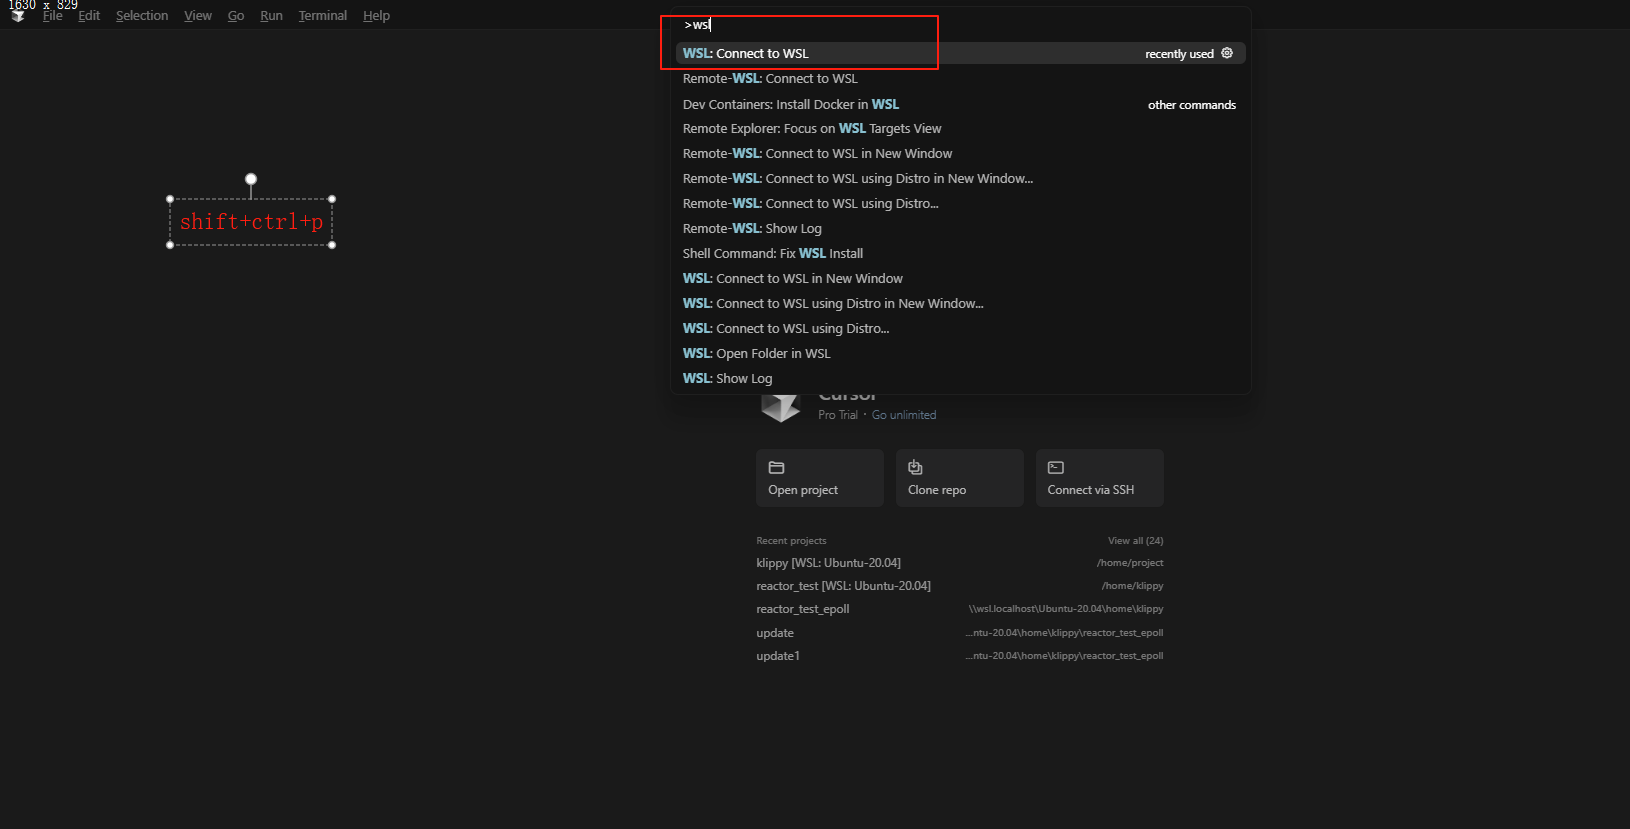 1630 x 829
File Edit Selection View Go Run Terminal Help
>wsl
WSL: Connect to WSL recently used
Remote-WSL: Connect to WSL
Dev Containers: Install Docker in WSL other commands
Remote Explorer: Focus on WSL Targets View
Remote-WSL: Connect to WSL in New Window
Remote-WSL: Connect to WSL using Distro in New Window...
Remote-WSL: Connect to WSL using Distro...
Remote-WSL: Show Log
Shell Command: Fix WSL Install
WSL: Connect to WSL in New Window
WSL: Connect to WSL using Distro in New Window...
WSL: Connect to WSL using Distro...
WSL: Open Folder in WSL
WSL: Show Log
shift+ctrl+p
Cursor
Pro Trial · Go unlimited
Open project
Clone repo
Connect via SSH
Recent projects View all (24)
klippy [WSL: Ubuntu-20.04] /home/project
reactor_test [WSL: Ubuntu-20.04] /home/klippy
reactor_test_epoll \\wsl.localhost\Ubuntu-20.04\home\klippy
update ...ntu-20.04\home\klippy\reactor_test_epoll
update1 ...ntu-20.04\home\klippy\reactor_test_epoll